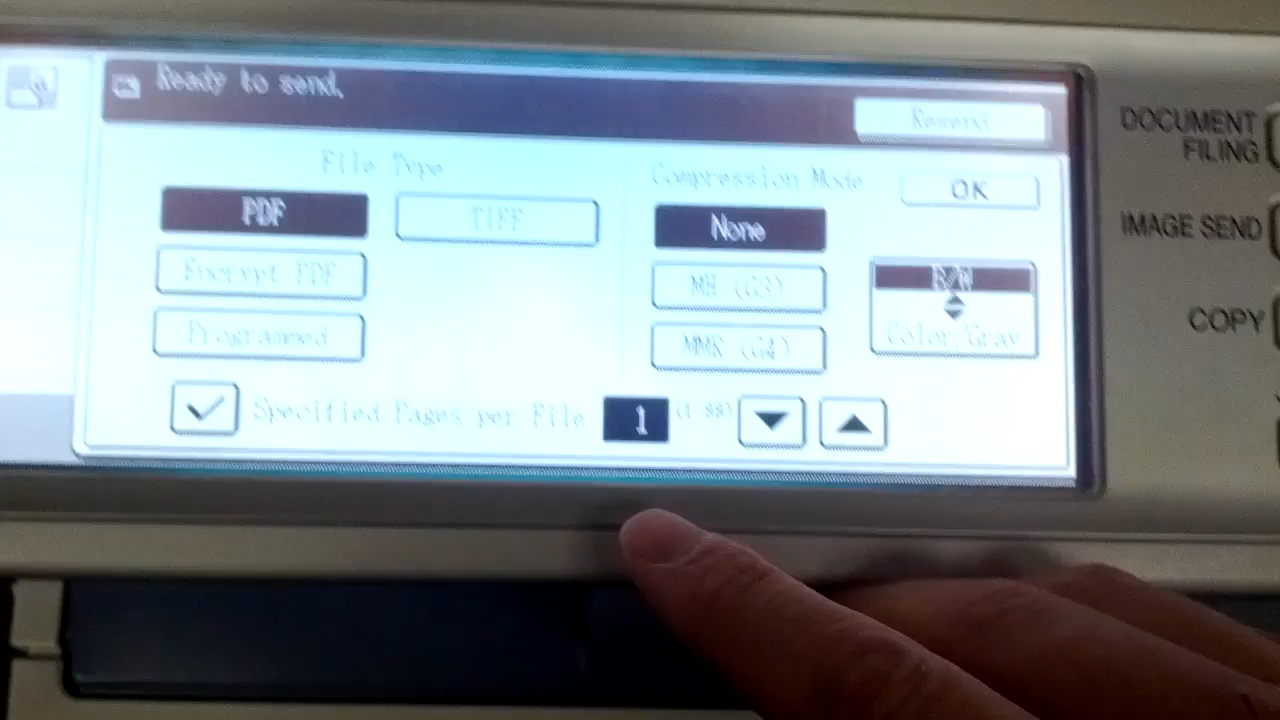 Ready to send.
Resend
File Type
Compression Mode
OK
PDF
TIFF
None
B/W
Encrypt PDF
MH (G3)
Color/Gray
Programmed
MMR (G4)
Specified Pages per File
1
DOCUMENT
FILING
IMAGE SEND
COPY